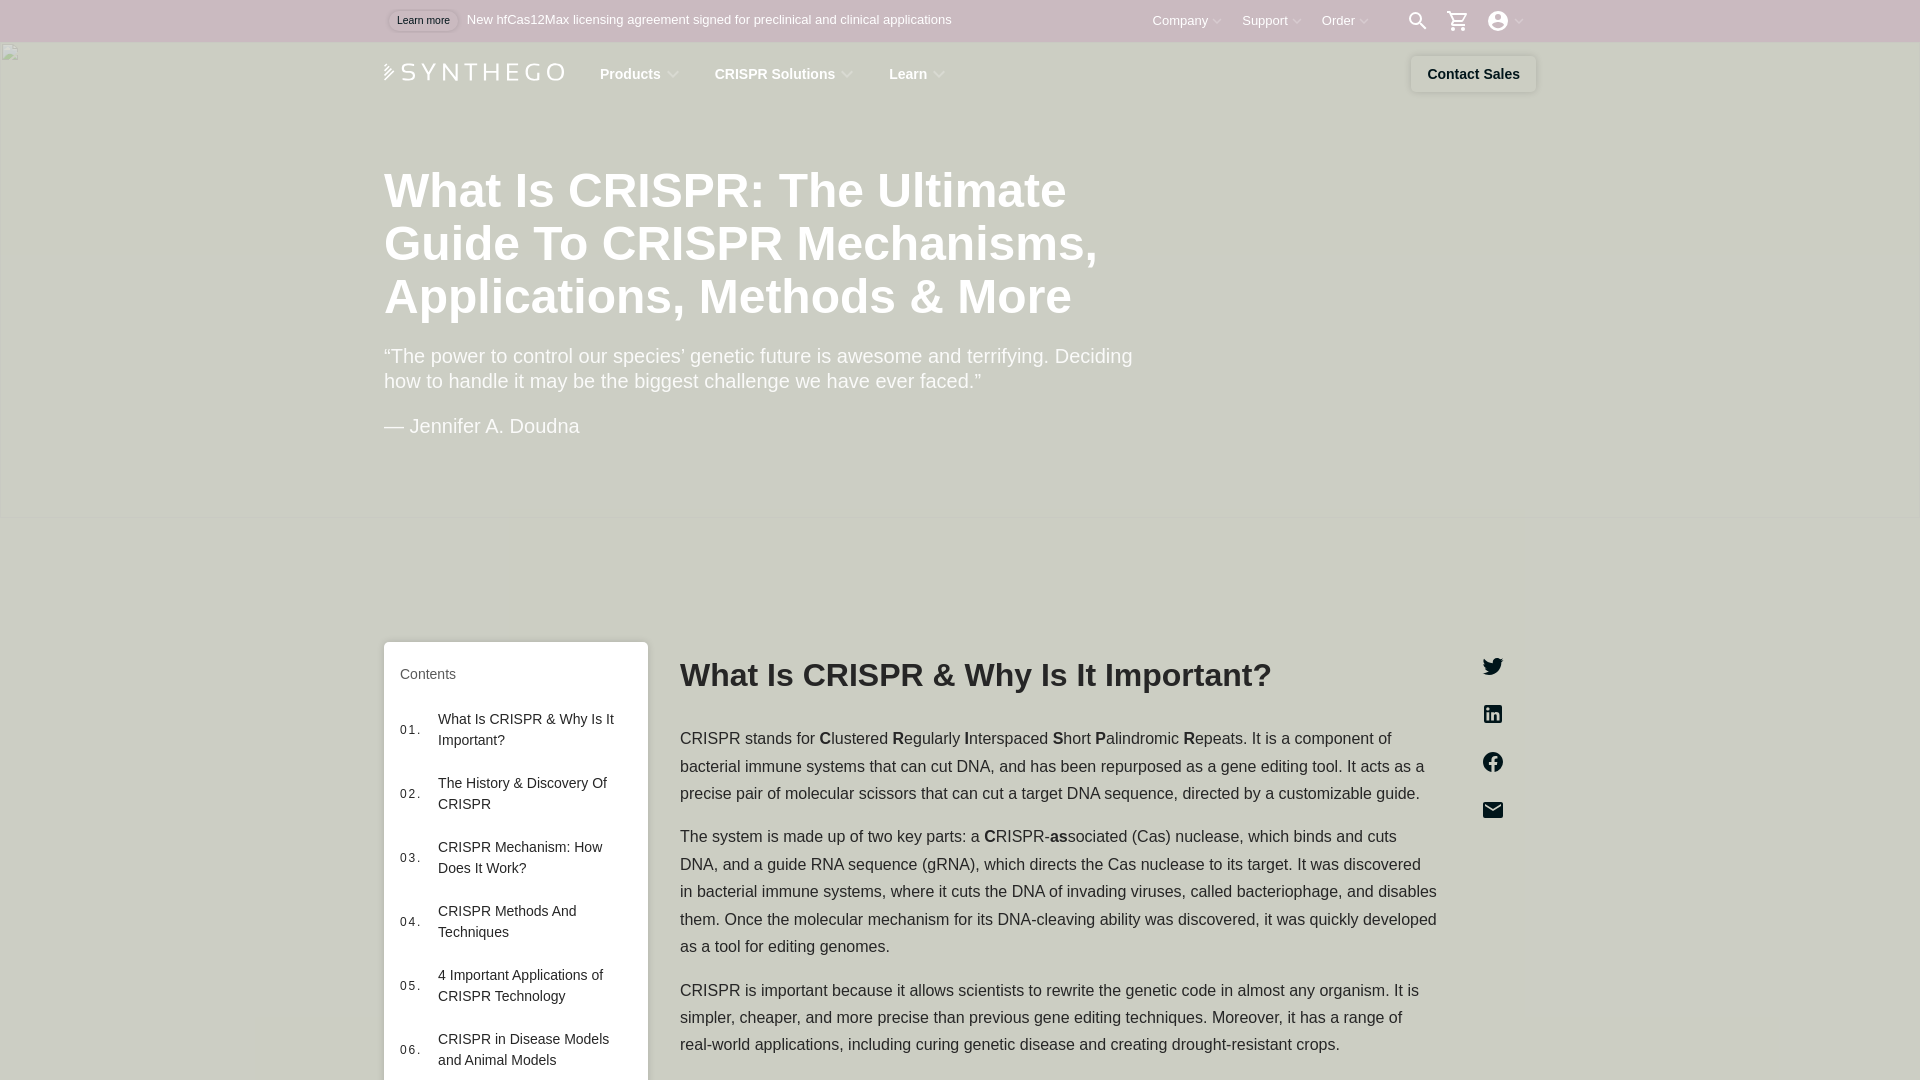 Learn more New hfCas12Max licensing agreement signed for preclinical and clinical applications Company Support Order
SYNTHEGO Products CRISPR Solutions Learn Contact Sales
What Is CRISPR: The Ultimate
Guide To CRISPR Mechanisms,
Applications, Methods & More
“The power to control our species’ genetic future is awesome and terrifying. Deciding
how to handle it may be the biggest challenge we have ever faced.”
— Jennifer A. Doudna
Contents
01. What Is CRISPR & Why Is It
Important?
02. The History & Discovery Of
CRISPR
03. CRISPR Mechanism: How
Does It Work?
04. CRISPR Methods And
Techniques
05. 4 Important Applications of
CRISPR Technology
06. CRISPR in Disease Models
and Animal Models
What Is CRISPR & Why Is It Important?
CRISPR stands for Clustered Regularly Interspaced Short Palindromic Repeats. It is a component of
bacterial immune systems that can cut DNA, and has been repurposed as a gene editing tool. It acts as a
precise pair of molecular scissors that can cut a target DNA sequence, directed by a customizable guide.
The system is made up of two key parts: a CRISPR-associated (Cas) nuclease, which binds and cuts
DNA, and a guide RNA sequence (gRNA), which directs the Cas nuclease to its target. It was discovered
in bacterial immune systems, where it cuts the DNA of invading viruses, called bacteriophage, and disables
them. Once the molecular mechanism for its DNA-cleaving ability was discovered, it was quickly developed
as a tool for editing genomes.
CRISPR is important because it allows scientists to rewrite the genetic code in almost any organism. It is
simpler, cheaper, and more precise than previous gene editing techniques. Moreover, it has a range of
real-world applications, including curing genetic disease and creating drought-resistant crops.